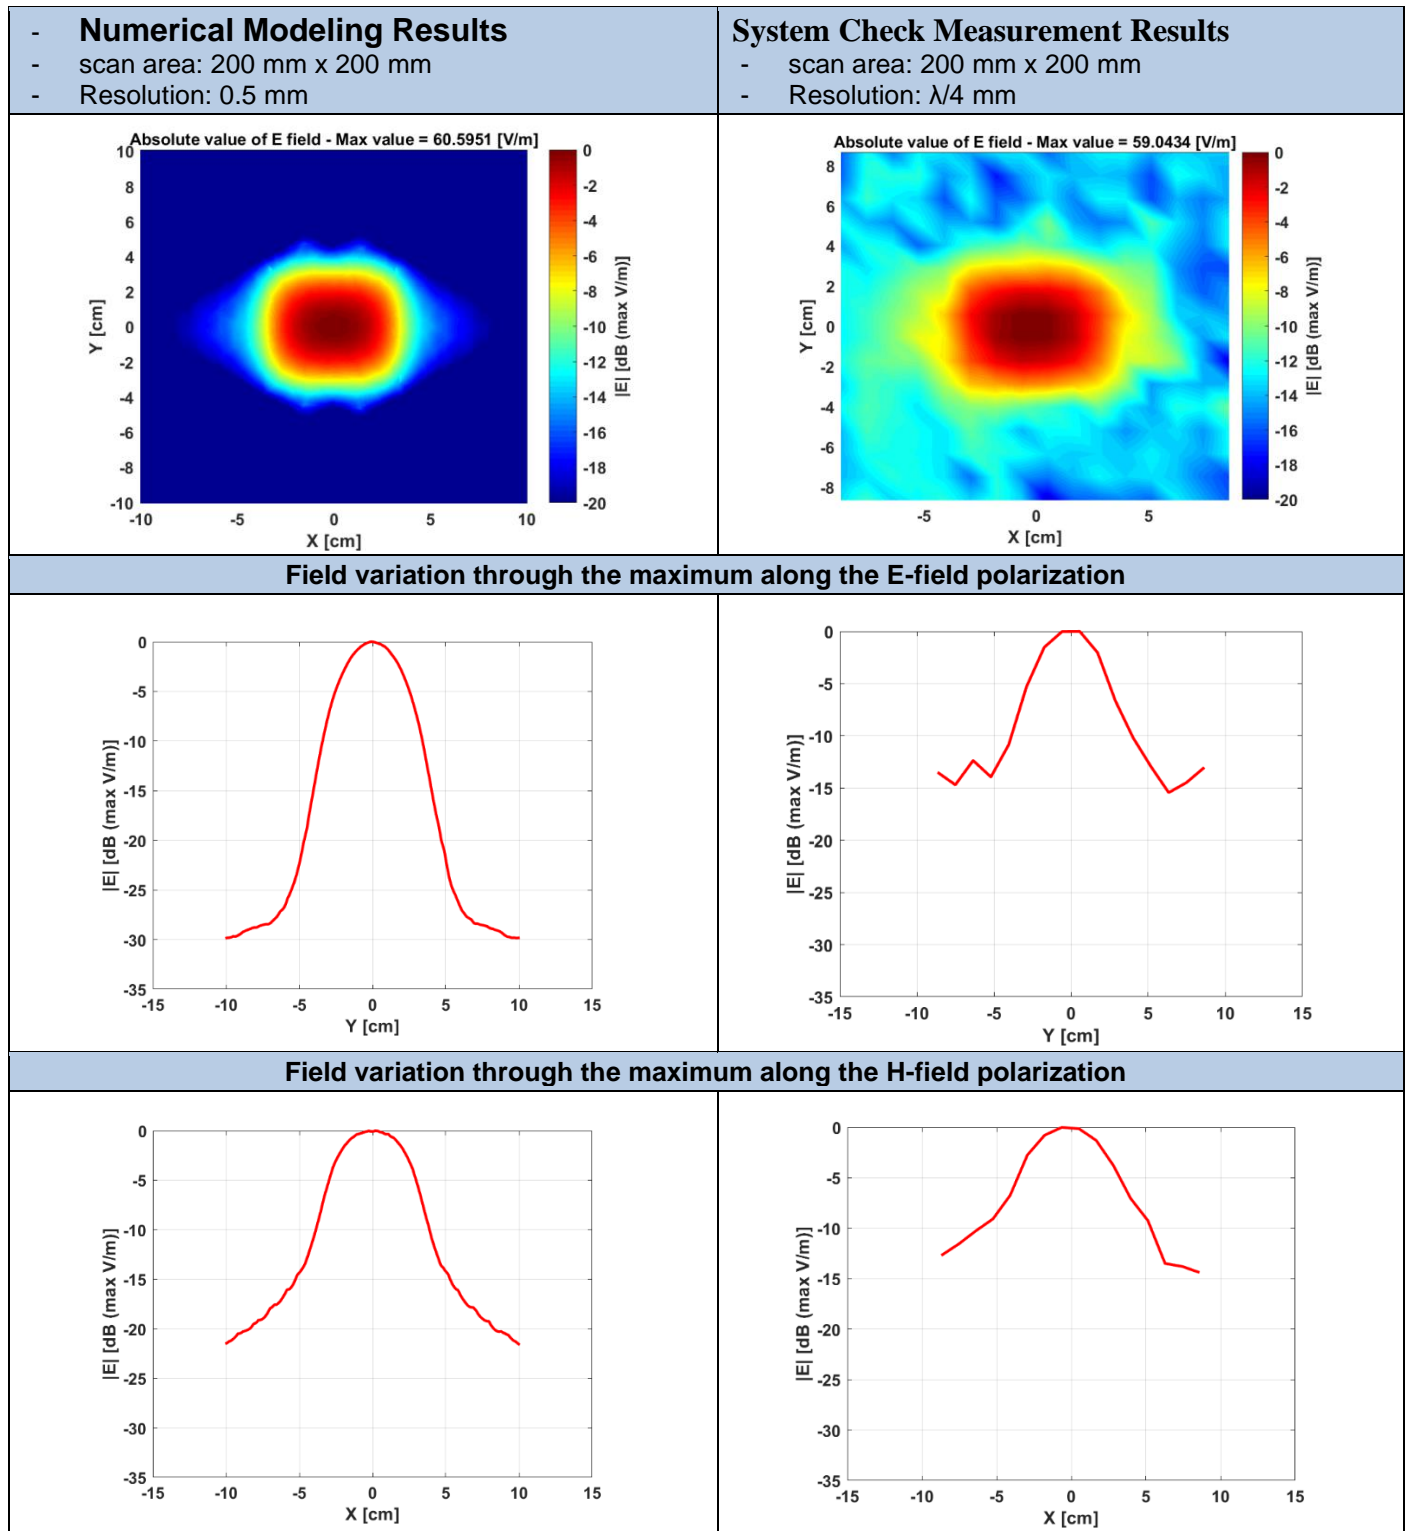 - Numerical Modeling Results
- scan area: 200 mm x 200 mm
- Resolution: 0.5 mm
System Check Measurement Results
- scan area: 200 mm x 200 mm
- Resolution: λ/4 mm
Absolute value of E field - Max value = 60.5951 [V/m]
10
8
6
4
2
0
-2
-4
-6
-8
-10
Y [cm]
-10 -5 0 5 10
X [cm]
0
-2
-4
-6
-8
-10
-12
-14
-16
-18
-20
|E| [dB (max V/m)]
Absolute value of E field - Max value = 59.0434 [V/m]
8
6
4
2
0
-2
-4
-6
-8
Y [cm]
-5 0 5
X [cm]
0
-2
-4
-6
-8
-10
-12
-14
-16
-18
-20
|E| [dB (max V/m)]
Field variation through the maximum along the E-field polarization
0
-5
-10
-15
-20
-25
-30
-35
|E| [dB (max V/m)]
-15 -10 -5 0 5 10 15
Y [cm]
0
-5
-10
-15
-20
-25
-30
-35
|E| [dB (max V/m)]
-15 -10 -5 0 5 10 15
Y [cm]
Field variation through the maximum along the H-field polarization
0
-5
-10
-15
-20
-25
-30
-35
|E| [dB (max V/m)]
-15 -10 -5 0 5 10 15
X [cm]
0
-5
-10
-15
-20
-25
-30
-35
|E| [dB (max V/m)]
-15 -10 -5 0 5 10 15
X [cm]